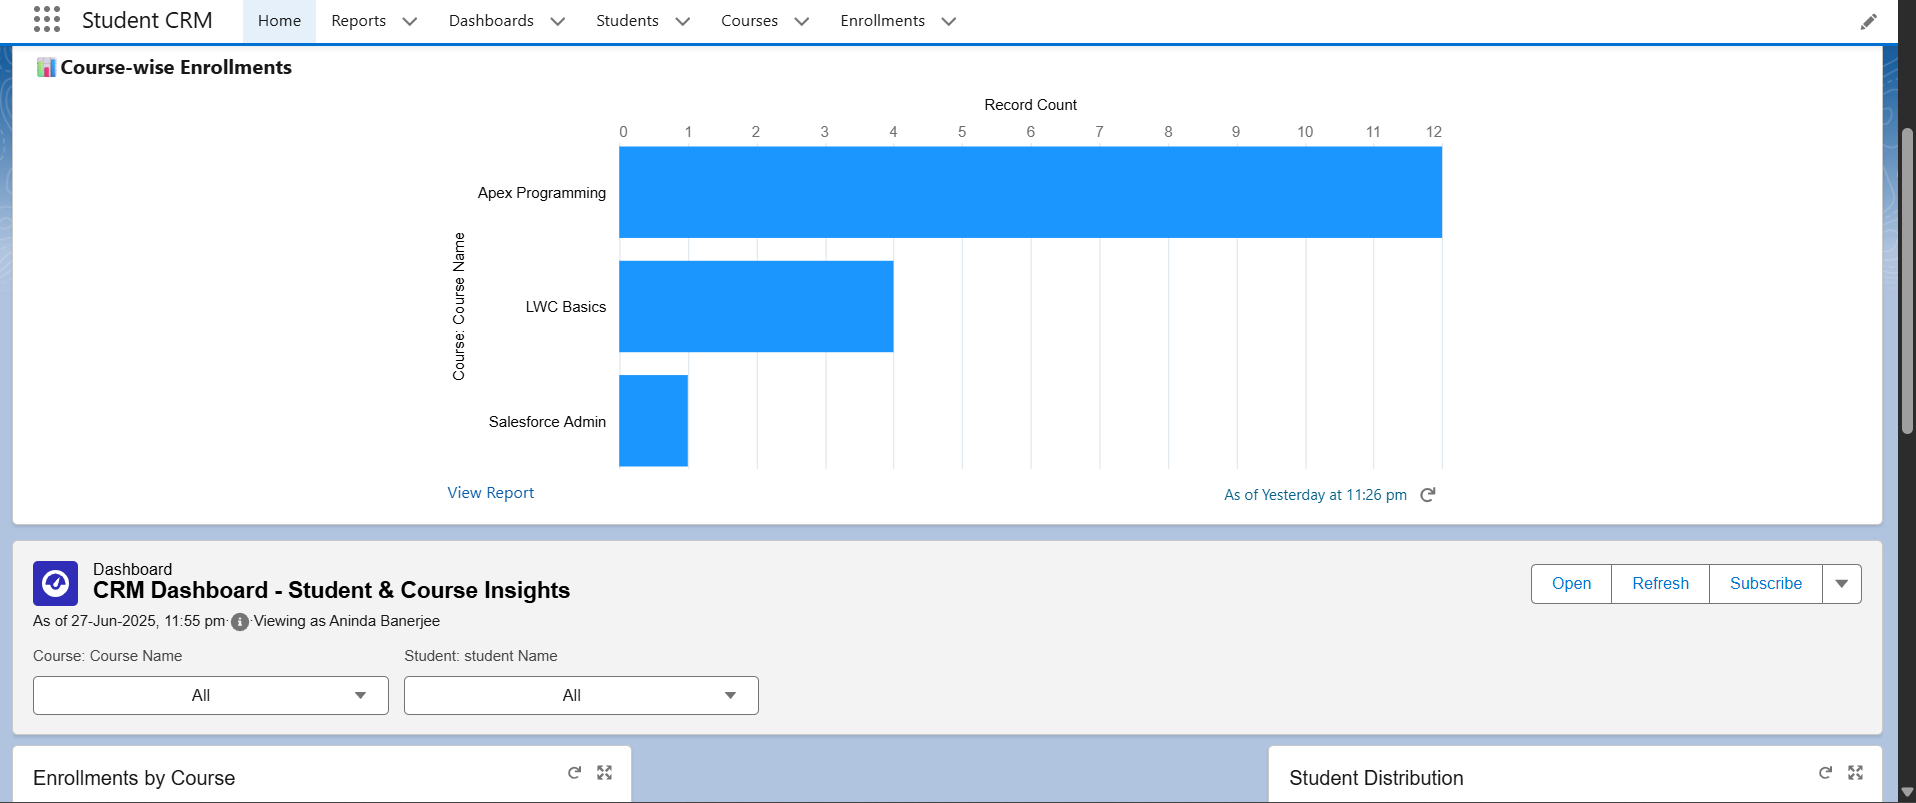 Student CRM Home Reports Dashboards Students Courses Enrollments
Course-wise Enrollments
Record Count
0 1 2 3 4 5 6 7 8 9 10 11 12
Course: Course Name
Apex Programming
LWC Basics
Salesforce Admin
View Report As of Yesterday at 11:26 pm
Dashboard
CRM Dashboard - Student & Course Insights
Open Refresh Subscribe
As of 27-Jun-2025, 11:55 pm·Viewing as Aninda Banerjee
Course: Course Name Student: student Name
All All
Enrollments by Course Student Distribution